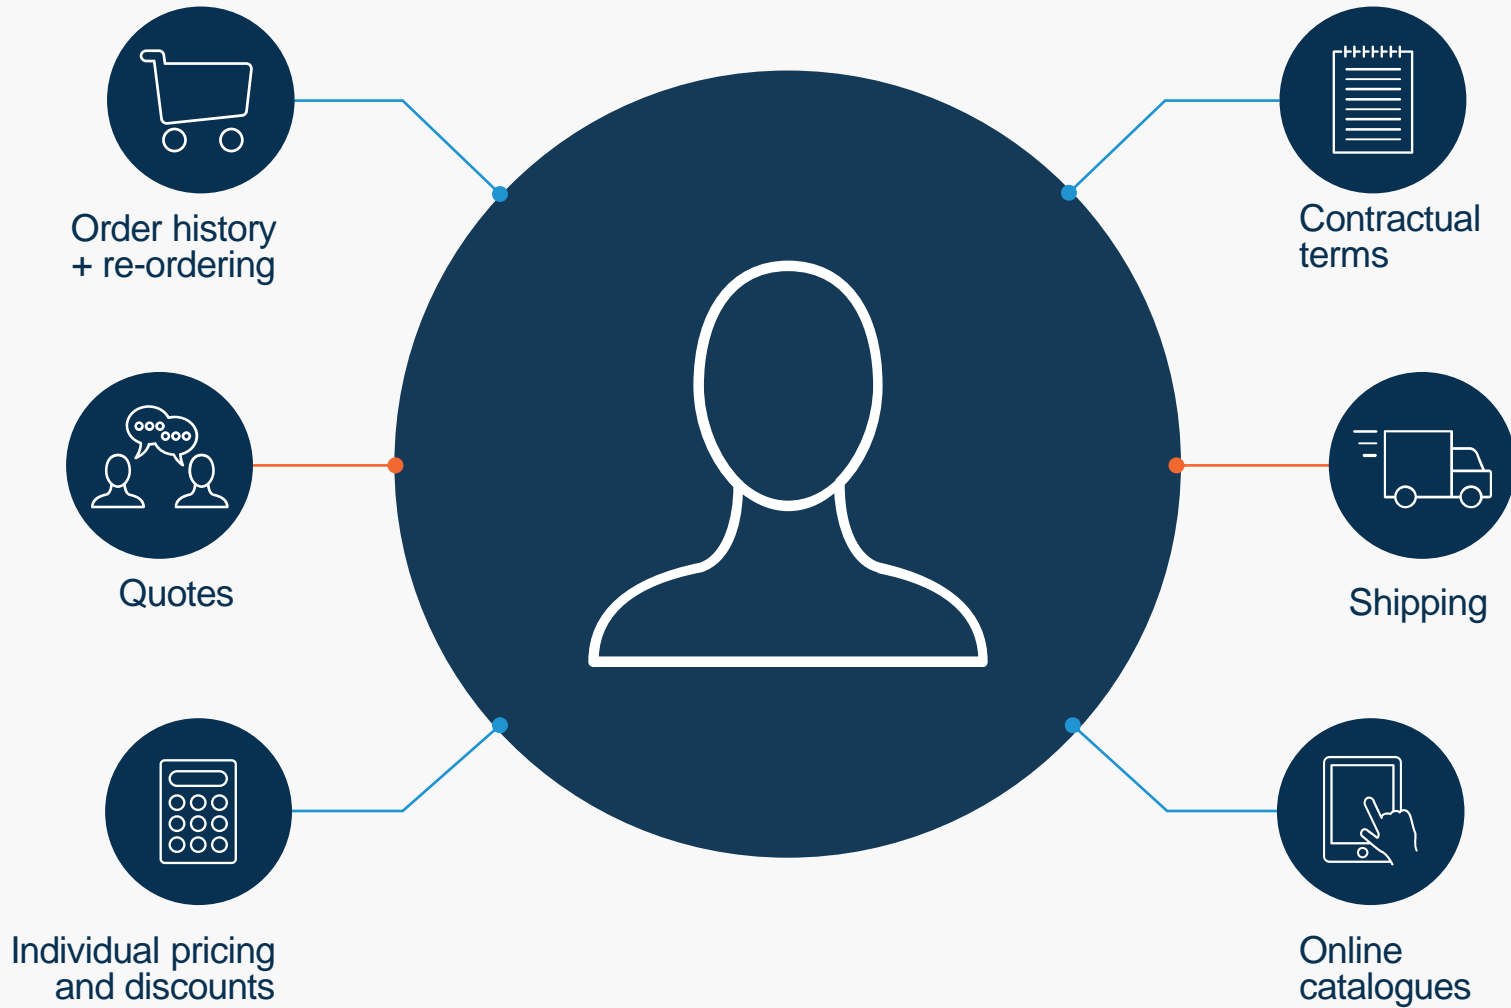 Order history
+ re-ordering
Contractual
terms
Quotes
Shipping
Individual pricing
and discounts
Online
catalogues